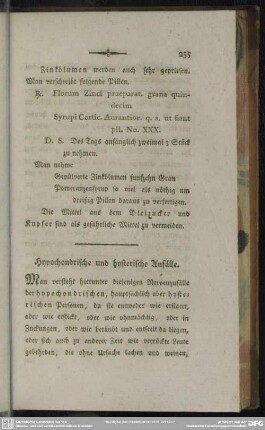 255
Zinkblumen werden auch sehr gepriesen.
Man verschreibt folgende Pillen.
R. Florum Zinci praeparat. grana quin-
decim
Syrupi Cortic. Aurantior. q. s. ut fiant
pil. No. XXX.
D. S. Des Tags anfänglich zweimal 3 Stück
zu nehmen.
Man nehme
Gepülverte Zinkblumen funfzehn Gran
Pomeranzensyrup so viel als nöthig um
dreißig Pillen daraus zu verfertigen.
Die Mittel aus dem Bleizucker und
Kupfer sind als gefährliche Mittel zu vermeiden.
Hypochondrische und hysterische Anfälle.
Man versteht hierunter diejenigen Nervenzufälle
der hypochondrischen, hauptsächlich aber hyste-
rischen Personen, da sie entweder wie erstarrt,
oder wie erstickt, oder wie ohnmächtig, oder in
Zuckungen, oder wie betäubt und entseelt da liegen,
oder sich auch zu anderer Zeit wie verrückte Leute
gebehrden, die ohne Ursache lachen und weinen,